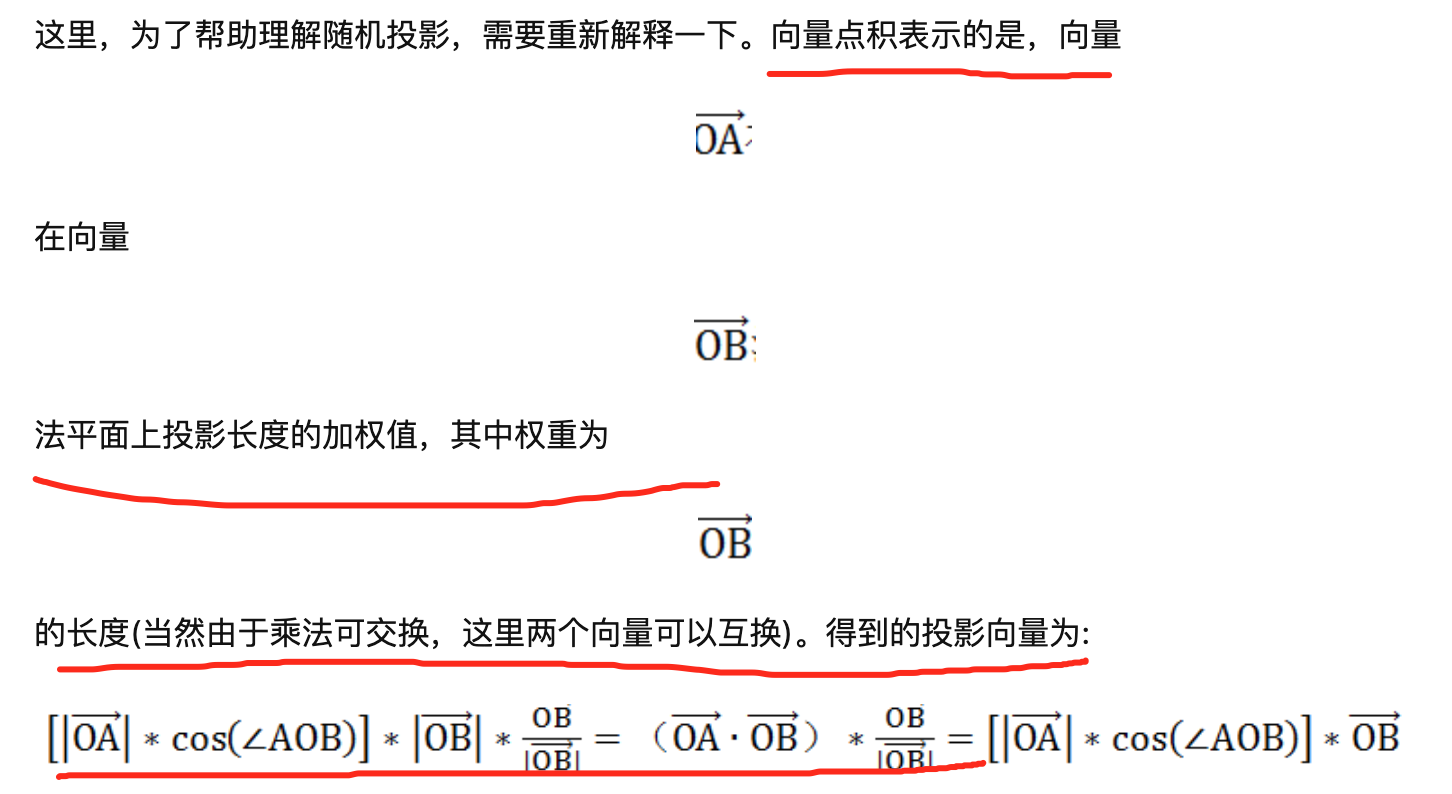 这里，为了帮助理解随机投影，需要重新解释一下。向量点积表示的是，向量
$\overrightarrow{OA}$
在向量
$\overrightarrow{OB}$
法平面上投影长度的加权值，其中权重为
$\overrightarrow{OB}$
的长度(当然由于乘法可交换，这里两个向量可以互换)。得到的投影向量为:
$[|\overrightarrow{OA}| * \cos(∠AOB)] * |\overrightarrow{OB}| * \frac{OB}{|\overrightarrow{OB}|} = （\overrightarrow{OA} · \overrightarrow{OB}） * \frac{OB}{|\overrightarrow{OB}|} = [|\overrightarrow{OA}| * \cos(∠AOB)] * \overrightarrow{OB}$